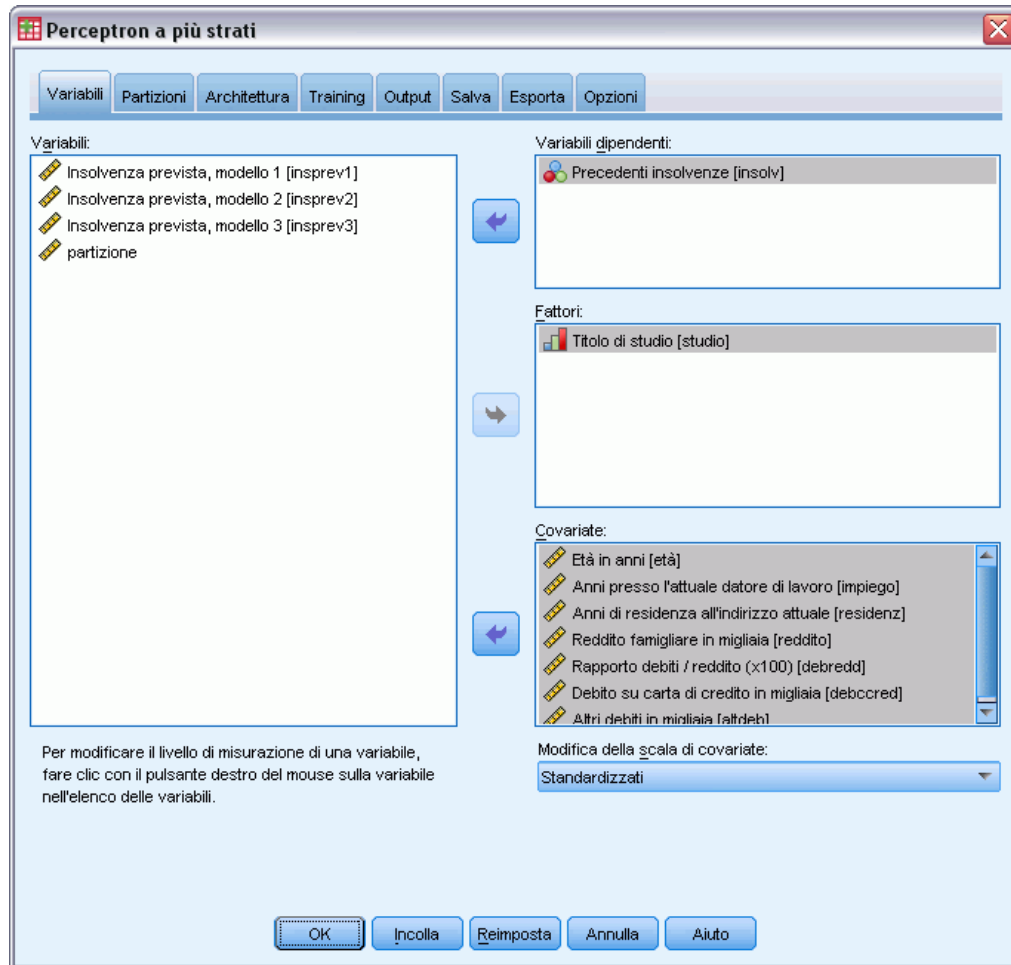 Perceptron a più strati
Variabili Partizioni Architettura Training Output Salva Esporta Opzioni
Variabili:
Insolvenza prevista, modello 1 [insprev1]
Insolvenza prevista, modello 2 [insprev2]
Insolvenza prevista, modello 3 [insprev3]
partizione
Per modificare il livello di misurazione di una variabile,
fare clic con il pulsante destro del mouse sulla variabile
nell'elenco delle variabili.
Variabili dipendenti:
Precedenti insolvenze [insolv]
Fattori:
Titolo di studio [studio]
Covariate:
Età in anni [età]
Anni presso l'attuale datore di lavoro [impiego]
Anni di residenza all'indirizzo attuale [residenz]
Reddito famigliare in migliaia [reddito]
Rapporto debiti / reddito (x100) [debredd]
Debito su carta di credito in migliaia [debccred]
Altri debiti in migliaia [altdeb]
Modifica della scala di covariate:
Standardizzati
OK Incolla Reimposta Annulla Aiuto